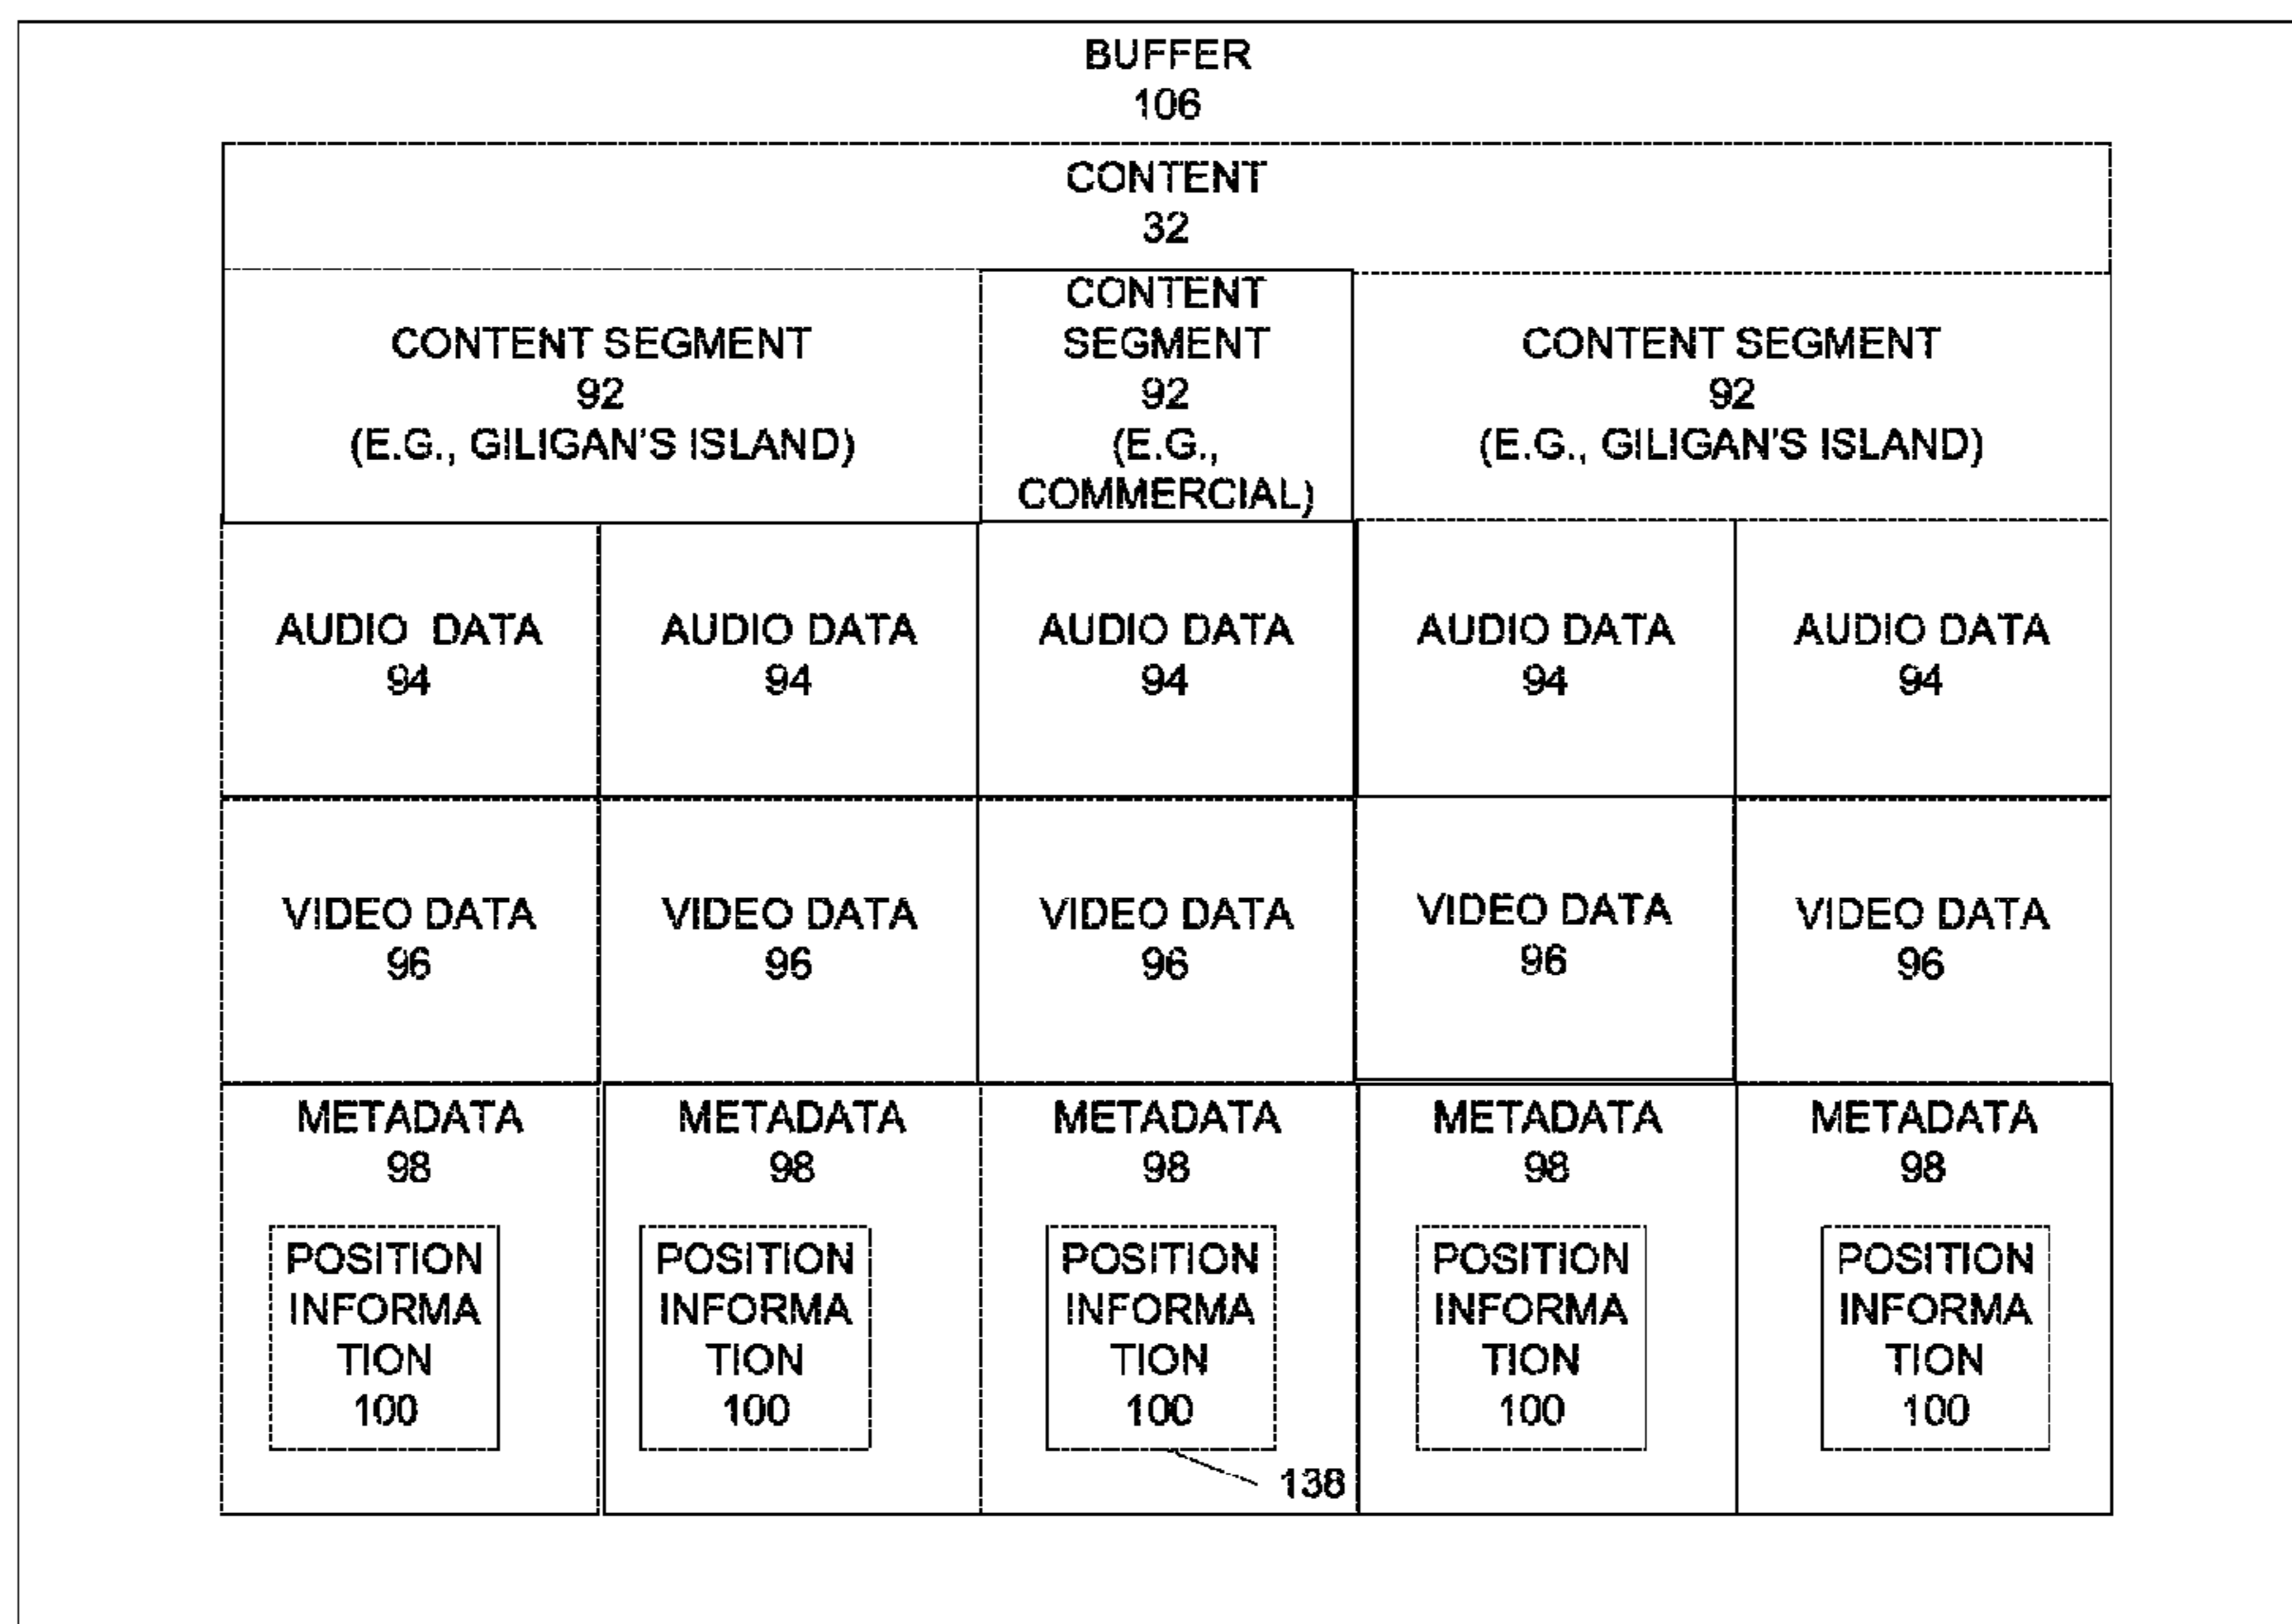 BUFFER
106
CONTENT
32
CONTENT SEGMENT
92
(E.G., GILIGAN'S ISLAND)
CONTENT
SEGMENT
92
(E.G.,
COMMERCIAL)
CONTENT SEGMENT
92
(E.G., GILIGAN'S ISLAND)
AUDIO DATA
94
AUDIO DATA
94
AUDIO DATA
94
AUDIO DATA
94
AUDIO DATA
94
VIDEO DATA
96
VIDEO DATA
96
VIDEO DATA
96
VIDEO DATA
96
VIDEO DATA
96
METADATA
98
POSITION
INFORMA
TION
100
METADATA
98
POSITION
INFORMA
TION
100
METADATA
98
POSITION
INFORMA
TION
100
138
METADATA
98
POSITION
INFORMA
TION
100
METADATA
98
POSITION
INFORMA
TION
100